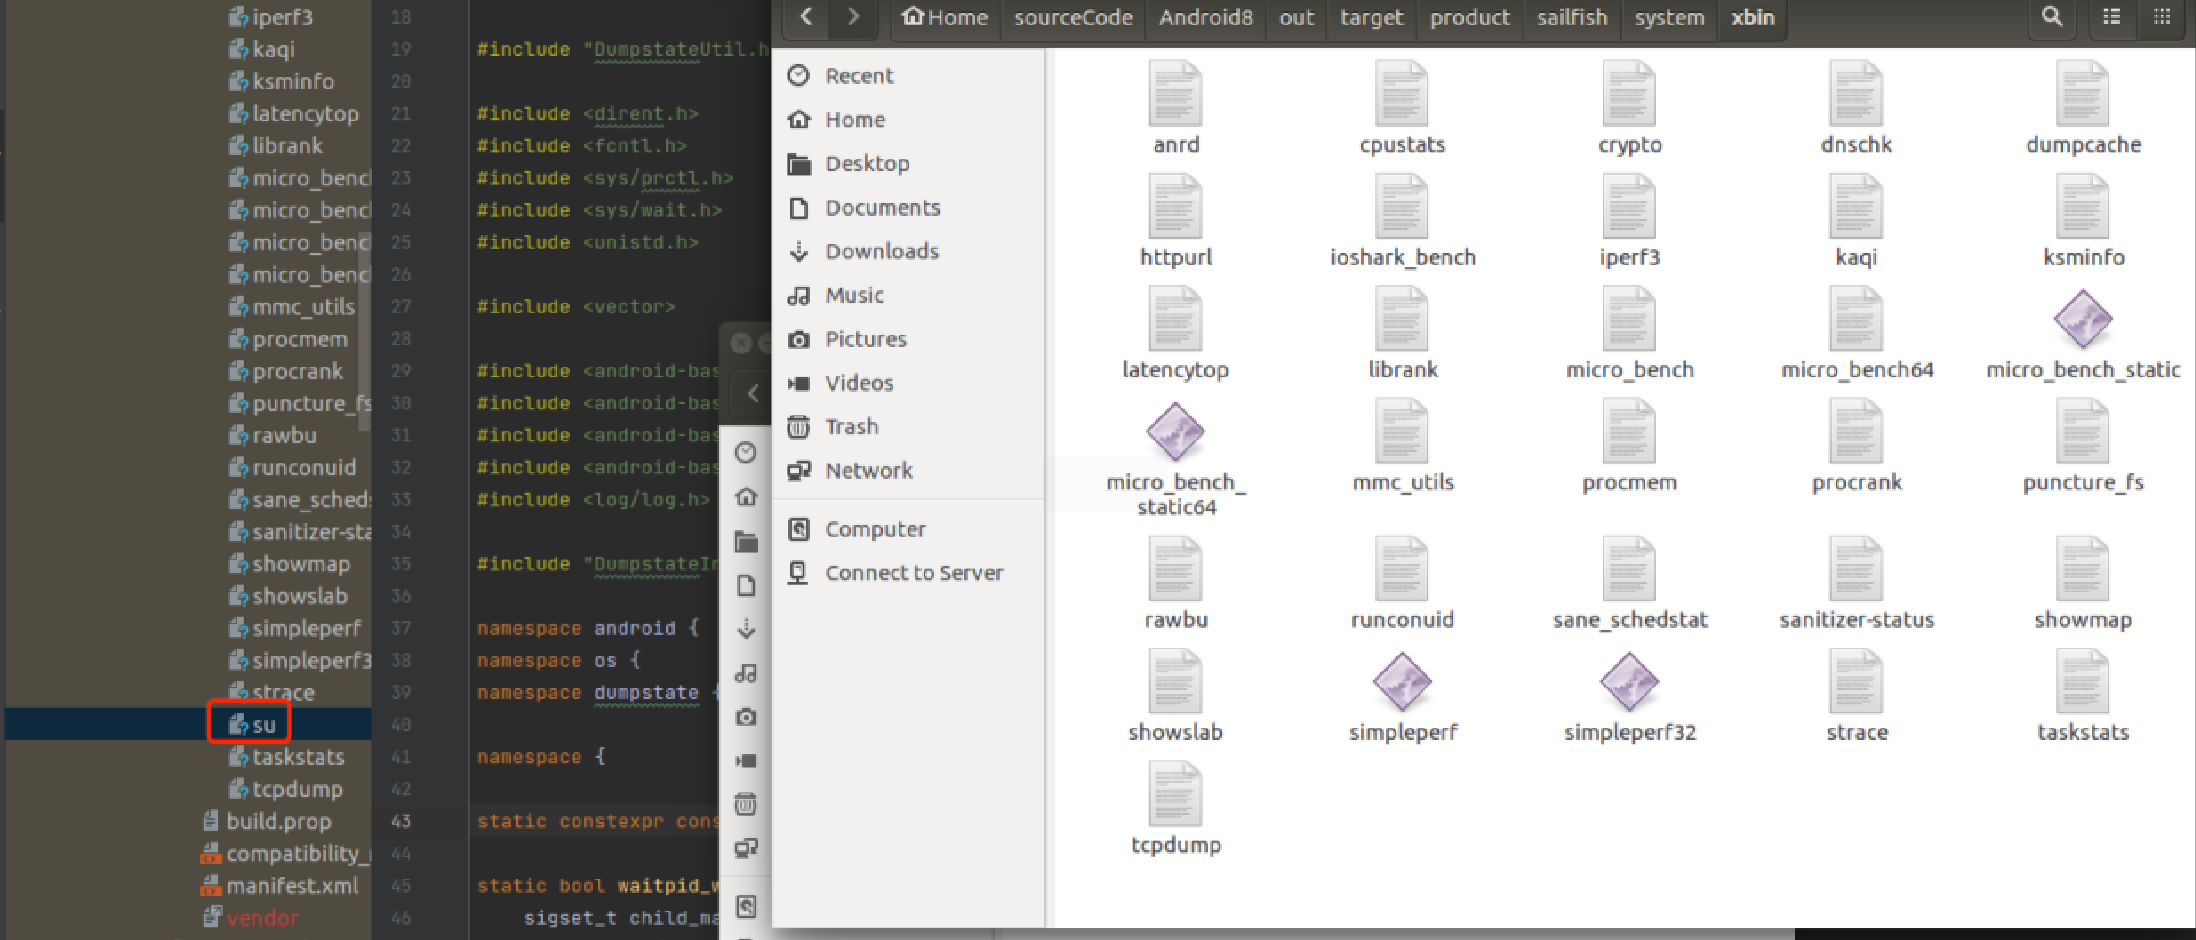 iperf3
kaqi
ksminfo
latencytop
librank
micro_bencl
micro_bencl
micro_benc
micro_benc
mmc_utils
procmem
procrank
puncture_fs
rawbu
runconuid
sane_scheds
sanitizer-sta
showmap
showslab
simpleperf
simpleperf3
strace
su
taskstats
tcpdump
build.prop
compatibility_
manifest.xml
vendor
18
19 #include "DumpstateUtil.h
20
21 #include <dirent.h>
22 #include <fcntl.h>
23 #include <sys/prctl.h>
24 #include <sys/wait.h>
25 #include <unistd.h>
26
27 #include <vector>
28
29 #include <android-bas
30 #include <android-bas
31 #include <android-bas
32 #include <android-bas
33 #include <log/log.h>
34
35 #include "DumpstateIn
36
37 namespace android {
38 namespace os {
39 namespace dumpstate {
40
41 namespace {
42
43 static constexpr cons
44
45 static bool waitpid_w
46 sigset_t child_ma
Home sourceCode Android8 out target product sailfish system xbin
Recent
Home
Desktop
Documents
Downloads
Music
Pictures
Videos
Trash
Network
Computer
Connect to Server
anrd cpustats crypto dnschk dumpcache
httpurl ioshark_bench iperf3 kaqi ksminfo
latencytop librank micro_bench micro_bench64 micro_bench_static
micro_bench_
static64 mmc_utils procmem procrank puncture_fs
rawbu runconuid sane_schedstat sanitizer-status showmap
showslab simpleperf simpleperf32 strace taskstats
tcpdump